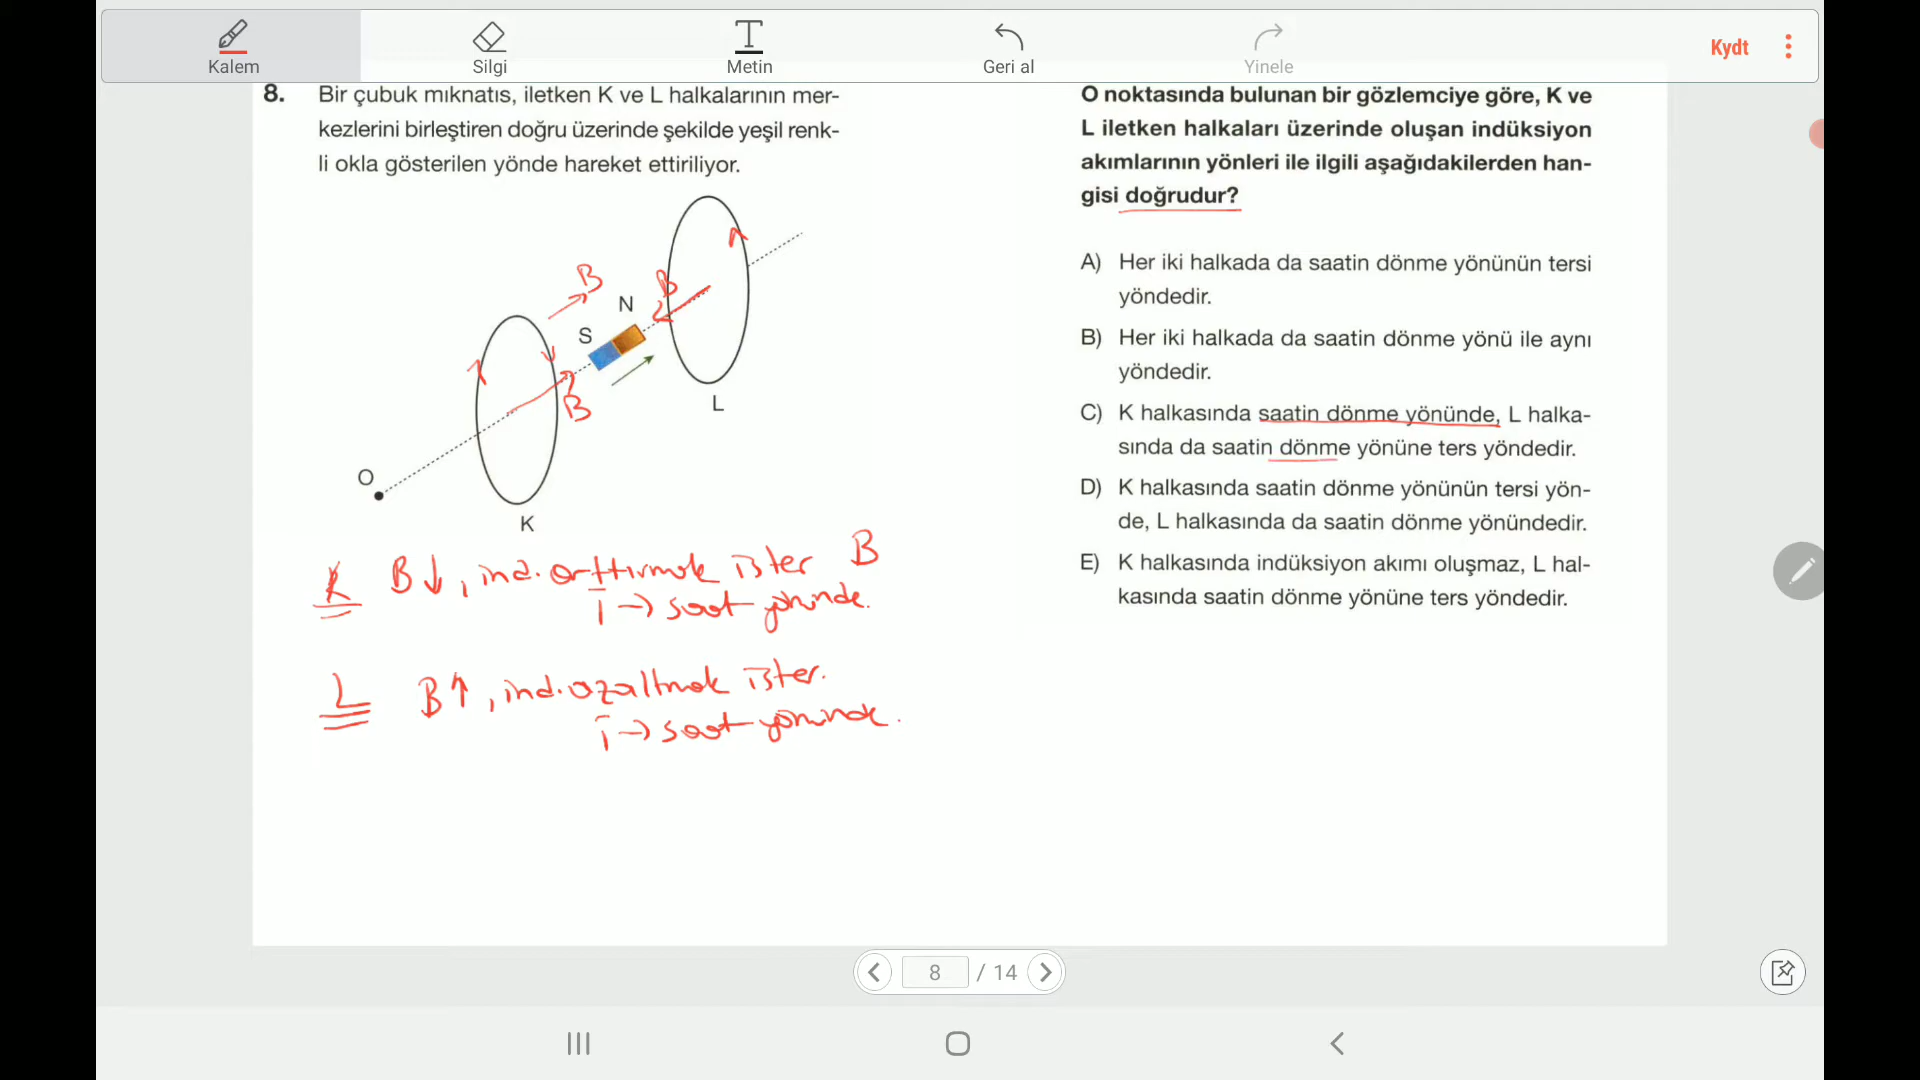 Kalem
Silgi
Metin
Geri al
Yinele
Kydt
8. Bir çubuk mıknatıs, iletken K ve L halkalarının mer-
kezlerini birleştiren doğru üzerinde şekilde yeşil renk-
li okla gösterilen yönde hareket ettiriliyor.
B
B
N
S
B
L
O
K
K B↓, ind. arttırmak ister B
i → saat yönünde.
L B↑, ind. azaltmak ister.
i → saat yönünde.
O noktasında bulunan bir gözlemciye göre, K ve
L iletken halkaları üzerinde oluşan indüksiyon
akımlarının yönleri ile ilgili aşağıdakilerden han-
gisi doğrudur?
A) Her iki halkada da saatin dönme yönünün tersi
yöndedir.
B) Her iki halkada da saatin dönme yönü ile aynı
yöndedir.
C) K halkasında saatin dönme yönünde, L halka-
sında da saatin dönme yönüne ters yöndedir.
D) K halkasında saatin dönme yönünün tersi yön-
de, L halkasında da saatin dönme yönündedir.
E) K halkasında indüksiyon akımı oluşmaz, L hal-
kasında saatin dönme yönüne ters yöndedir.
8 / 14